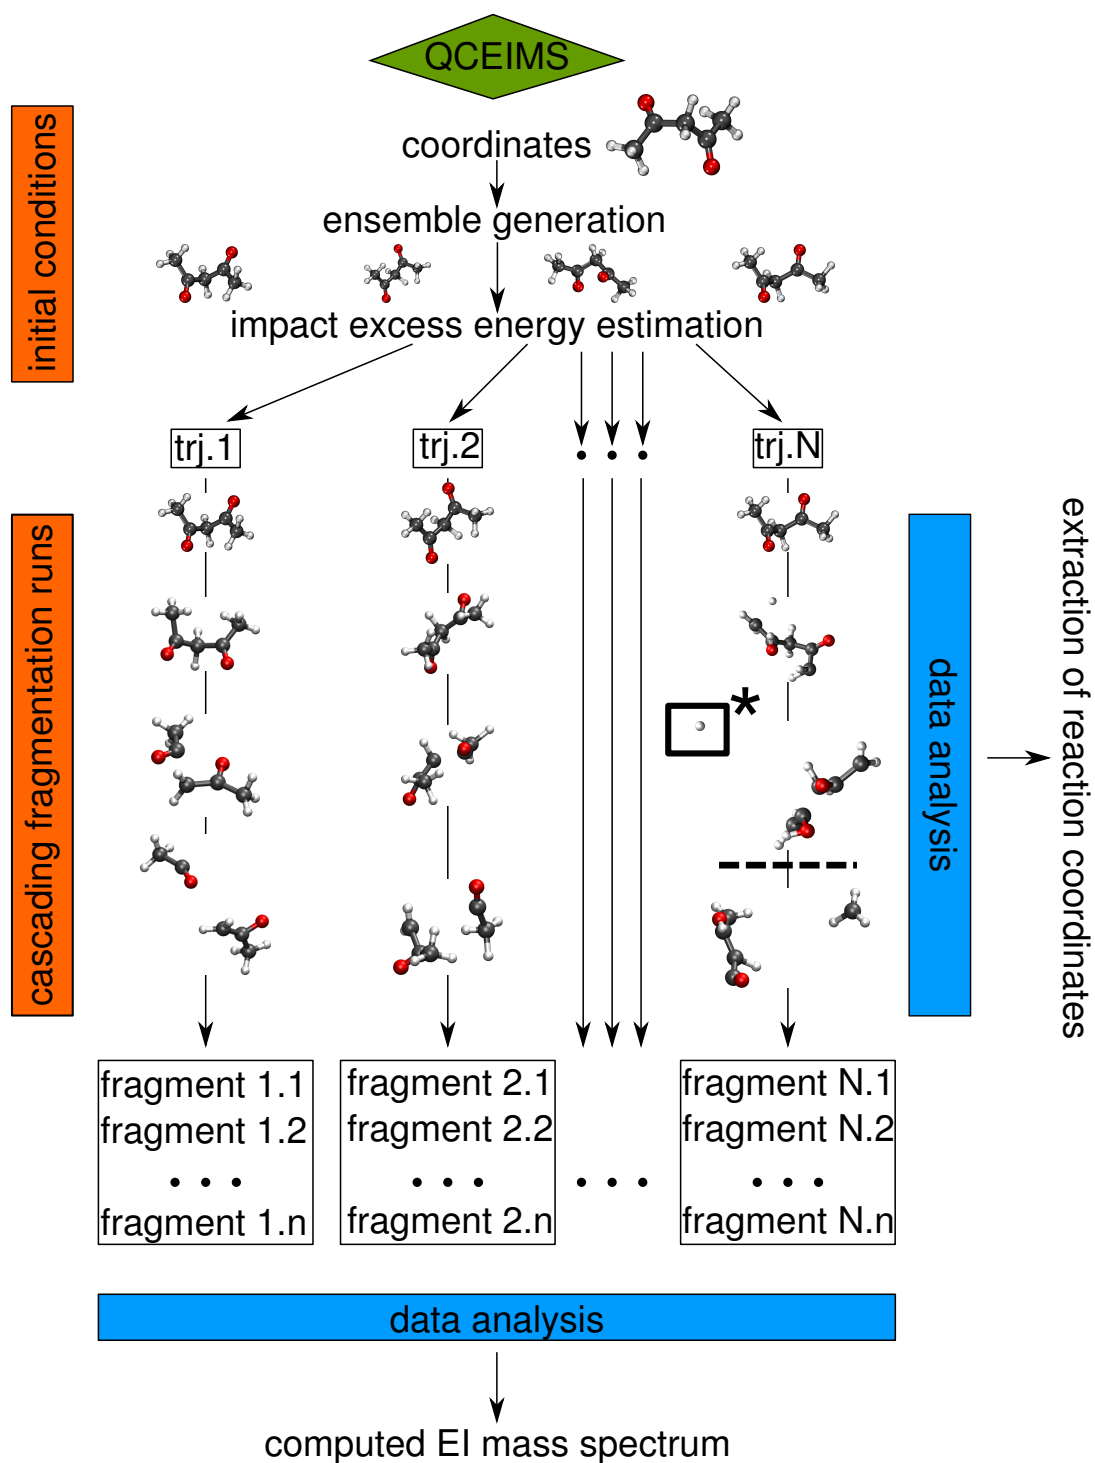 QCEIMS
coordinates
ensemble generation
impact excess energy estimation
initial conditions
trj.1
trj.2
trj.N
cascading fragmentation runs
*
data analysis
extraction of reaction coordinates
fragment 1.1
fragment 1.2
. . .
fragment 1.n
fragment 2.1
fragment 2.2
. . .
fragment 2.n
. . .
fragment N.1
fragment N.2
. . .
fragment N.n
data analysis
computed EI mass spectrum